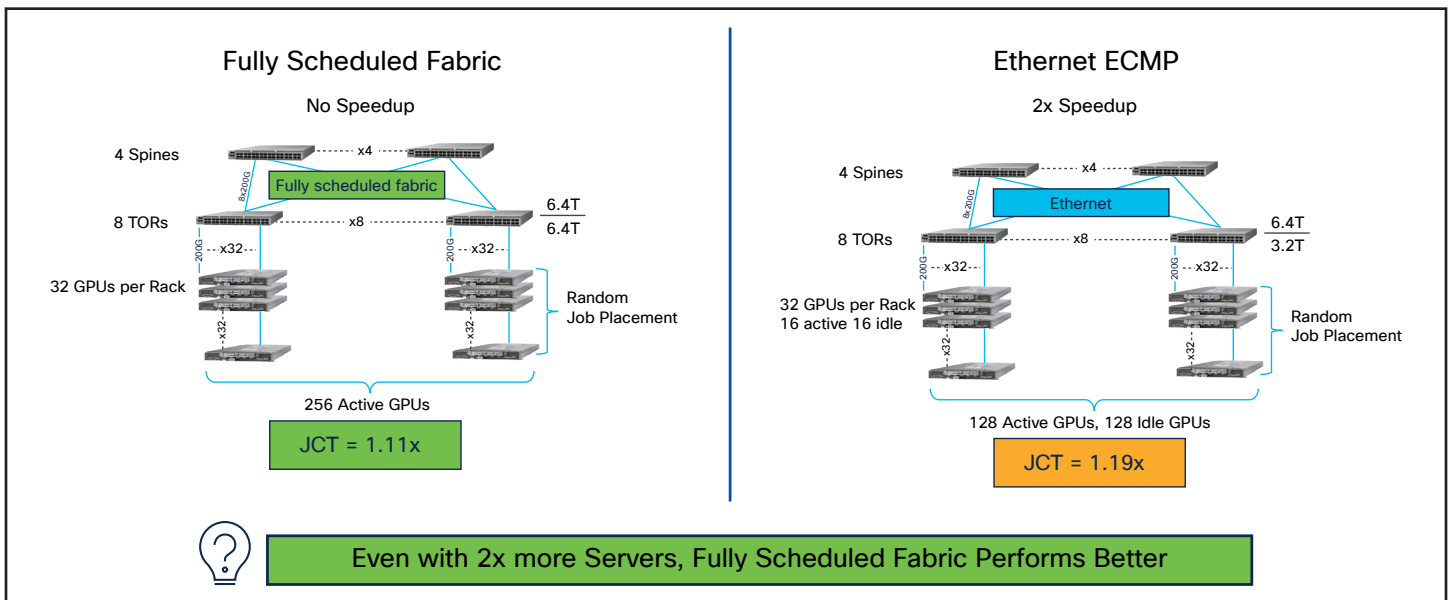 Fully Scheduled Fabric
No Speedup
4 Spines
x4
8x200G
Fully scheduled fabric
8 TORs
x8
6.4T
6.4T
200G
x32
200G
x32
32 GPUs per Rack
x32
x32
Random
Job Placement
256 Active GPUs
JCT = 1.11x
Ethernet ECMP
2x Speedup
4 Spines
x4
8x200G
Ethernet
8 TORs
x8
6.4T
3.2T
200G
x32
200G
x32
32 GPUs per Rack
16 active 16 idle
x32
x32
Random
Job Placement
128 Active GPUs, 128 Idle GPUs
JCT = 1.19x
Even with 2x more Servers, Fully Scheduled Fabric Performs Better